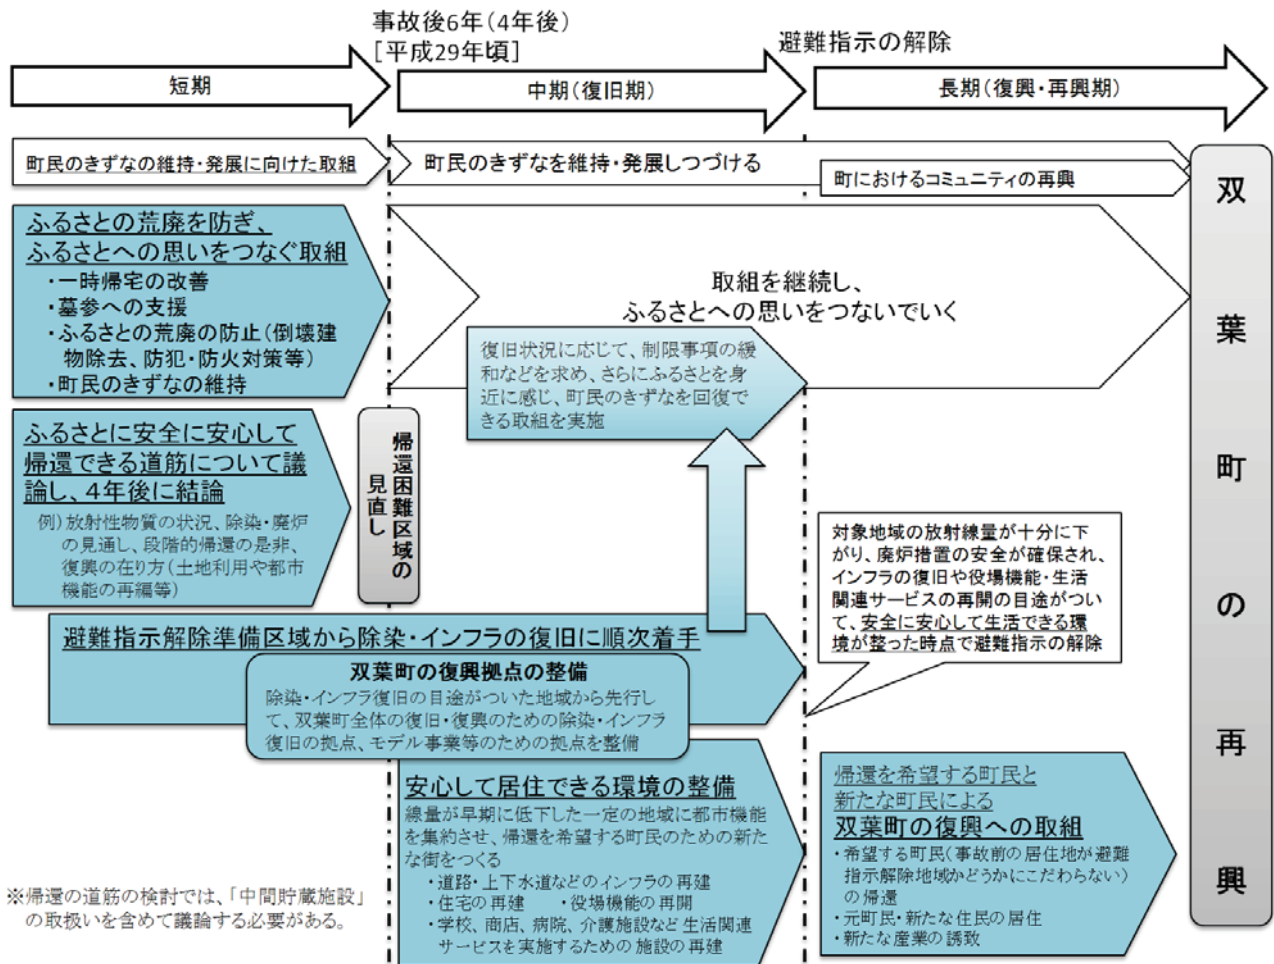 事故後6年(4年後)
[平成29年頃]
避難指示の解除
短期
中期(復旧期)
長期(復興・再興期)
町民のきずなの維持・発展に向けた取組
町民のきずなを維持・発展しつづける
町におけるコミュニティの再興
ふるさとの荒廃を防ぎ、
ふるさとへの思いをつなぐ取組
・一時帰宅の改善
・墓参への支援
・ふるさとの荒廃の防止(倒壊建
物除去、防犯・防火対策等)
・町民のきずなの維持
取組を継続し、
ふるさとへの思いをつないでいく
復旧状況に応じて、制限事項の緩
和などを求め、さらにふるさとを身
近に感じ、町民のきずなを回復で
きる取組を実施
ふるさとに安全に安心して
帰還できる道筋について議
論し、4年後に結論
例)放射性物質の状況、除染・廃炉
の見通し、段階的帰還の是非、
復興の在り方(土地利用や都市
機能の再編等)
帰還困難区域の
見直し
対象地域の放射線量が十分に下
がり、廃炉措置の安全が確保され、
インフラの復旧や役場機能・生活
関連サービスの再開の目途がつい
て、安全に安心して生活できる環
境が整った時点で避難指示の解除
避難指示解除準備区域から除染・インフラの復旧に順次着手
双葉町の復興拠点の整備
除染・インフラ復旧の目途がついた地域から先行し
て、双葉町全体の復旧・復興のための除染・インフラ
復旧の拠点、モデル事業等のための拠点を整備
安心して居住できる環境の整備
線量が早期に低下した一定の地域に都市機能
を集約させ、帰還を希望する町民のための新た
な街をつくる
・道路・上下水道などのインフラの再建
・住宅の再建 ・役場機能の再開
・学校、商店、病院、介護施設など生活関連
サービスを実施するための施設の再建
帰還を希望する町民と
新たな町民による
双葉町の復興への取組
・希望する町民(事故前の居住地が避難
指示解除地域かどうかにこだわらない)
の帰還
・元町民・新たな住民の居住
・新たな産業の誘致
双葉町の再興
※帰還の道筋の検討では、「中間貯蔵施設」
の取扱いを含めて議論する必要がある。